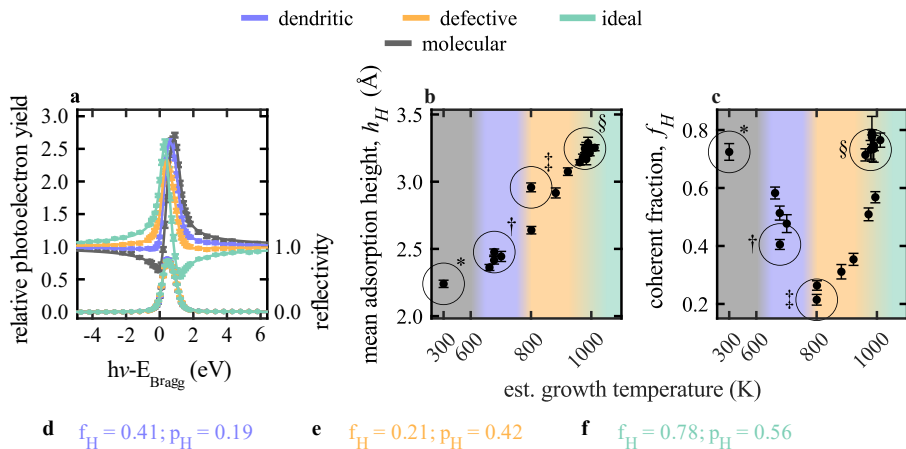 dendritic defective ideal
molecular
a
relative photoelectron yield
3.0
2.5
2.0
1.5
1.0
0.5
0.0
1.0
0.0
reflectivity
-4 -2 0 2 4 6
hν-E_Bragg (eV)
b
mean adsorption height, h_H (Å)
3.5
3.0
2.5
2.0
* † ‡ §
300 600 800 1000
c
coherent fraction, f_H
0.8
0.6
0.4
0.2
* † ‡ §
300 600 800 1000
est. growth temperature (K)
d f_H = 0.41; p_H = 0.19
e f_H = 0.21; p_H = 0.42
f f_H = 0.78; p_H = 0.56